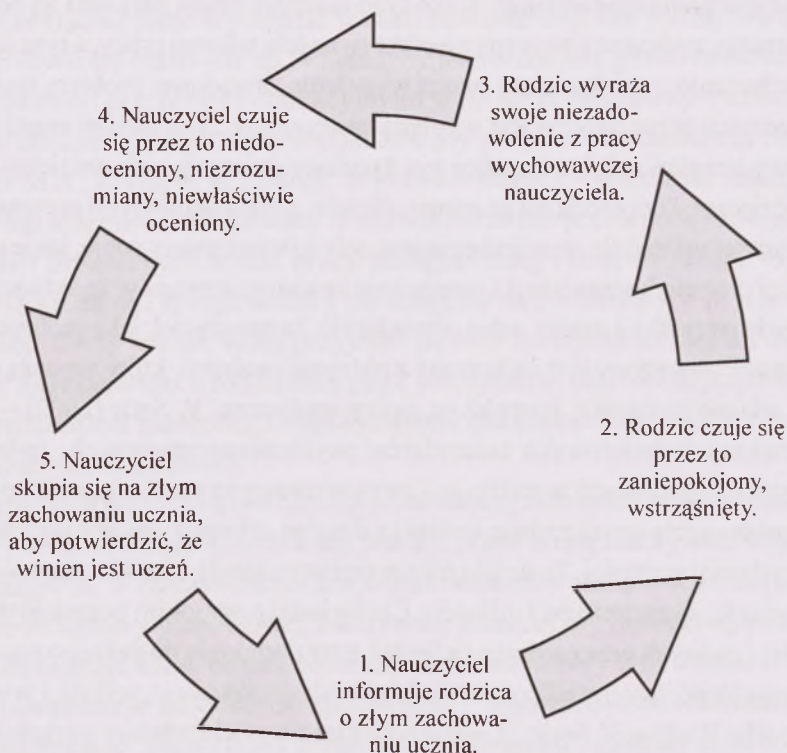 3. Rodzic wyraża
swoje niezado-
wolenie z pracy
wychowawczej
nauczyciela.
4. Nauczyciel czuje
się przez to niedo-
ceniony, niezrozu-
miany, niewłaściwie
oceniony.
2. Rodzic czuje się
przez to
zaniepokojony,
wstrząśnięty.
5. Nauczyciel
skupia się na złym
zachowaniu ucznia,
aby potwierdzić, że
winien jest uczeń.
1. Nauczyciel
informuje rodzica
o złym zachowa-
niu ucznia.